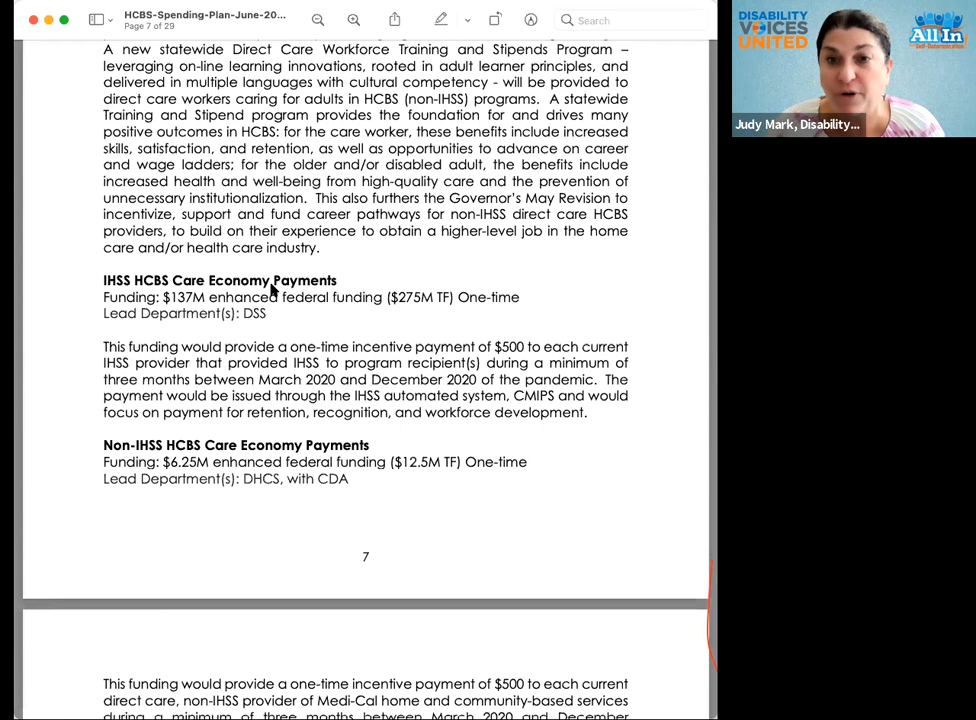 HCBS-Spending-Plan-June-20...
Page 7 of 29
Search
A new statewide Direct Care Workforce Training and Stipends Program –
leveraging on-line learning innovations, rooted in adult learner principles, and
delivered in multiple languages with cultural competency - will be provided to
direct care workers caring for adults in HCBS (non-IHSS) programs. A statewide
Training and Stipend program provides the foundation for and drives many
positive outcomes in HCBS: for the care worker, these benefits include increased
skills, satisfaction, and retention, as well as opportunities to advance on career
and wage ladders; for the older and/or disabled adult, the benefits include
increased health and well-being from high-quality care and the prevention of
unnecessary institutionalization. This also furthers the Governor's May Revision to
incentivize, support and fund career pathways for non-IHSS direct care HCBS
providers, to build on their experience to obtain a higher-level job in the home
care and/or health care industry.
IHSS HCBS Care Economy Payments
Funding: $137M enhanced federal funding ($275M TF) One-time
Lead Department(s): DSS
This funding would provide a one-time incentive payment of $500 to each current
IHSS provider that provided IHSS to program recipient(s) during a minimum of
three months between March 2020 and December 2020 of the pandemic. The
payment would be issued through the IHSS automated system, CMIPS and would
focus on payment for retention, recognition, and workforce development.
Non-IHSS HCBS Care Economy Payments
Funding: $6.25M enhanced federal funding ($12.5M TF) One-time
Lead Department(s): DHCS, with CDA
7
This funding would provide a one-time incentive payment of $500 to each current
direct care, non-IHSS provider of Medi-Cal home and community-based services
during a minimum of three months between March 2020 and December
DISABILITY
VOICES
UNITED
All In
for Self-Determination
Judy Mark, Disability...